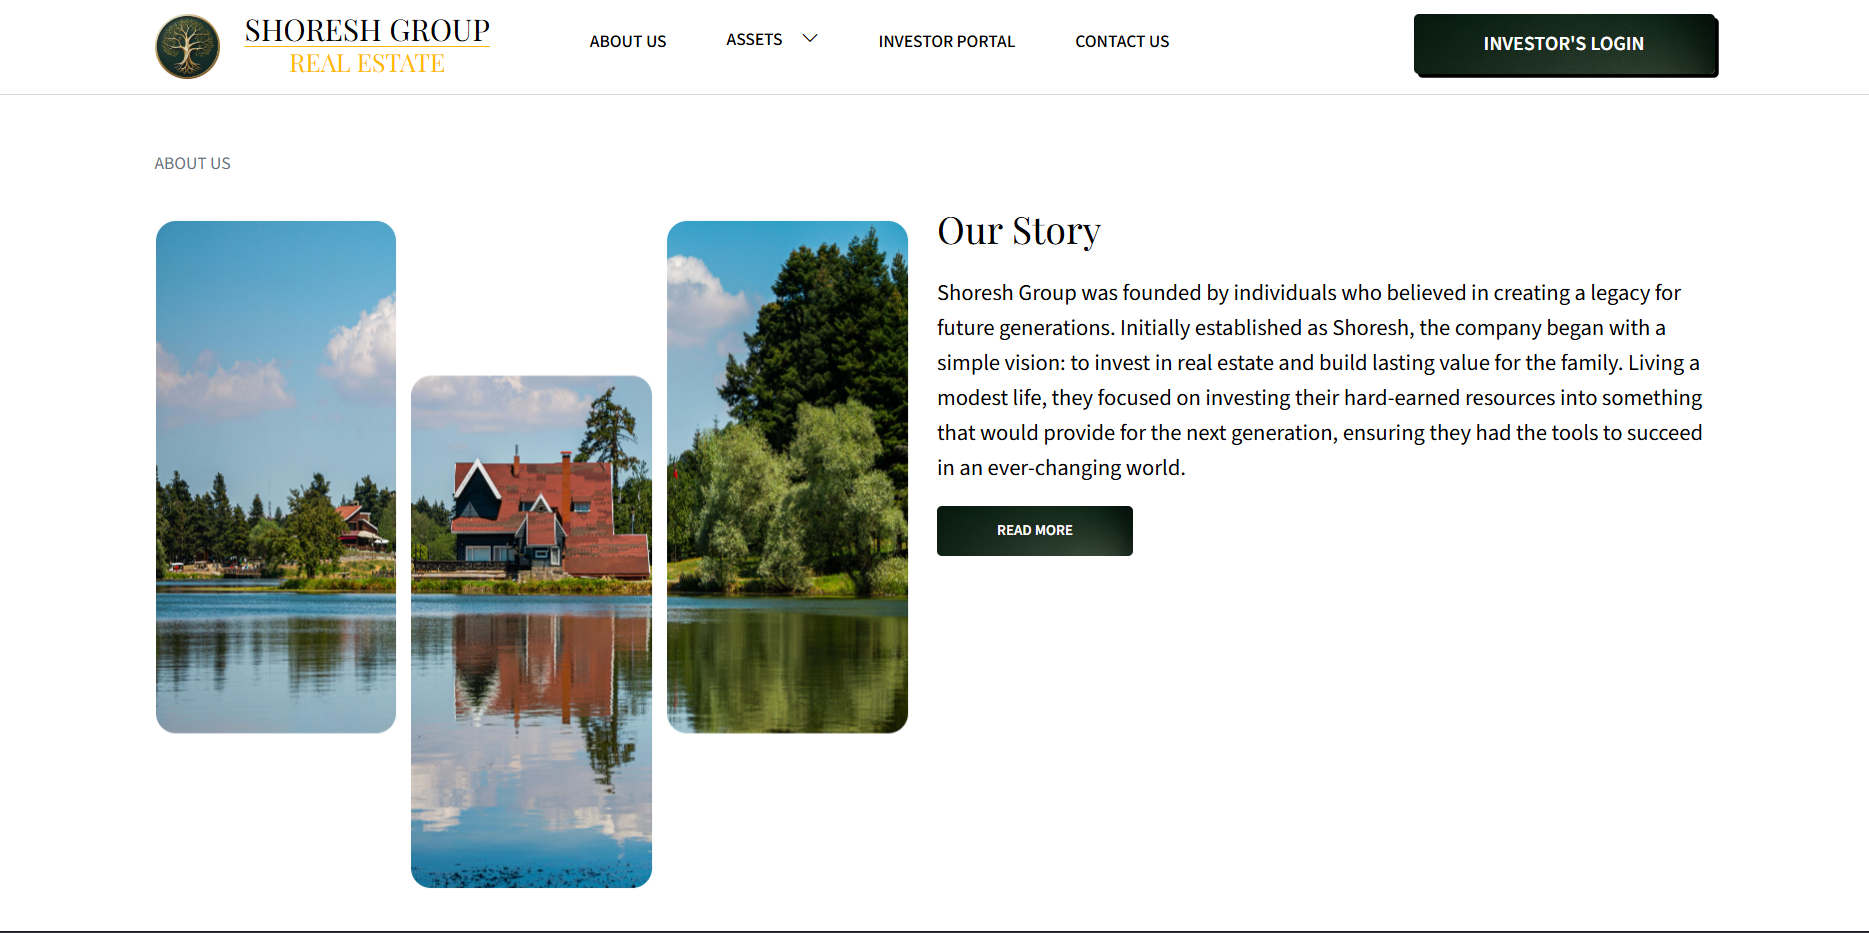 SHORESH GROUP
REAL ESTATE
ABOUT US
ASSETS
INVESTOR PORTAL
CONTACT US
INVESTOR'S LOGIN
ABOUT US
Our Story
Shoresh Group was founded by individuals who believed in creating a legacy for
future generations. Initially established as Shoresh, the company began with a
simple vision: to invest in real estate and build lasting value for the family. Living a
modest life, they focused on investing their hard-earned resources into something
that would provide for the next generation, ensuring they had the tools to succeed
in an ever-changing world.
READ MORE